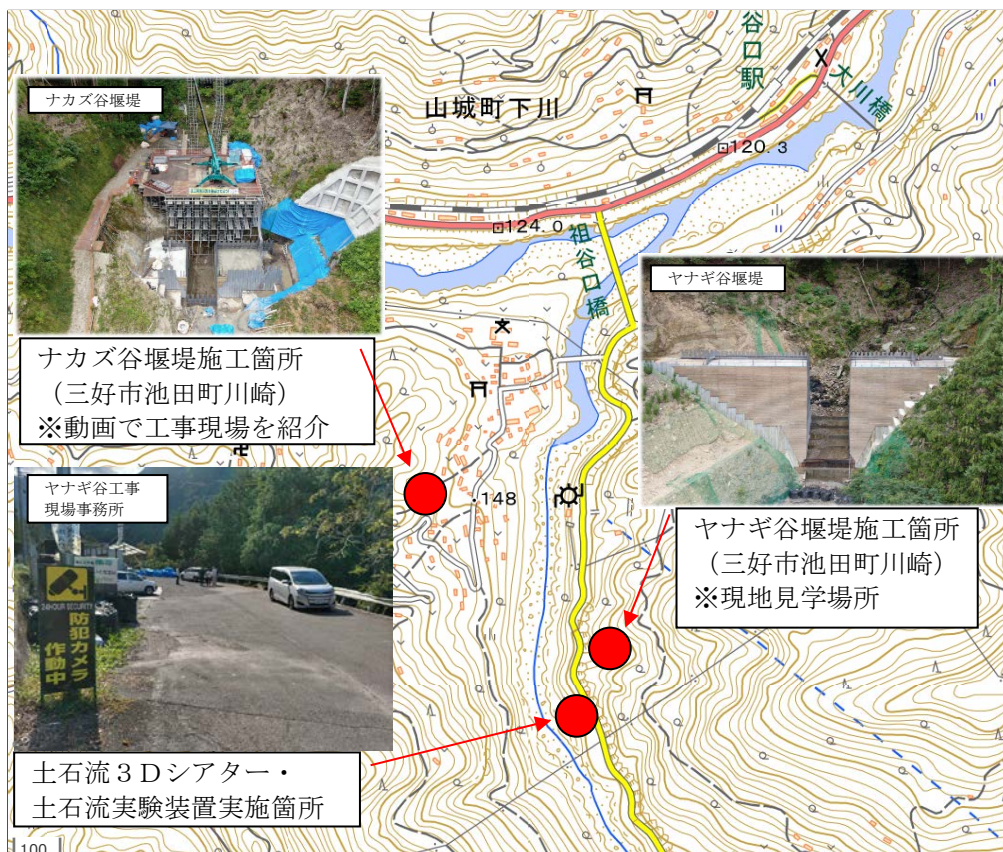 ナカズ谷堰堤
山城町下川
谷口駅
大川橋
120.3
124.0
祖谷口橋
ヤナギ谷堰堤
ナカズ谷堰堤施工箇所
(三好市池田町川崎)
※動画で工事現場を紹介
148
ヤナギ谷工事
現場事務所
24HOUR SECURITY
防犯カメラ
作動中
ヤナギ谷堰堤施工箇所
(三好市池田町川崎)
※現地見学場所
土石流3Dシアター・
土石流実験装置実施箇所
100